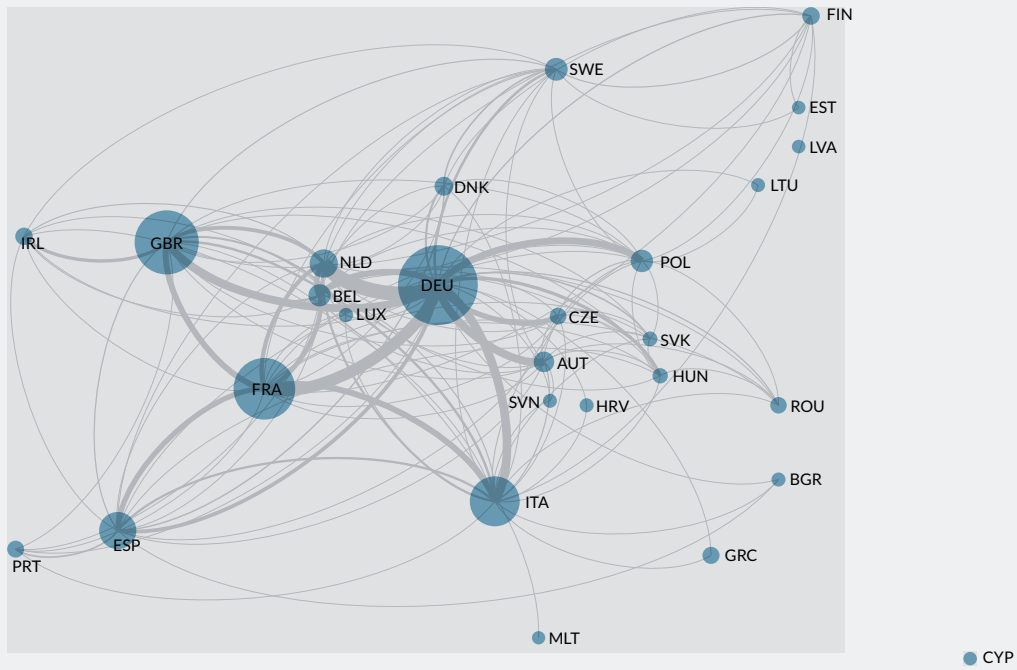 FIN
SWE
EST
LVA
LTU
DNK
IRL
GBR
NLD
POL
DEU
BEL
LUX
CZE
SVK
AUT
HUN
FRA
SVN
HRV
ROU
BGR
ITA
ESP
GRC
PRT
MLT
CYP